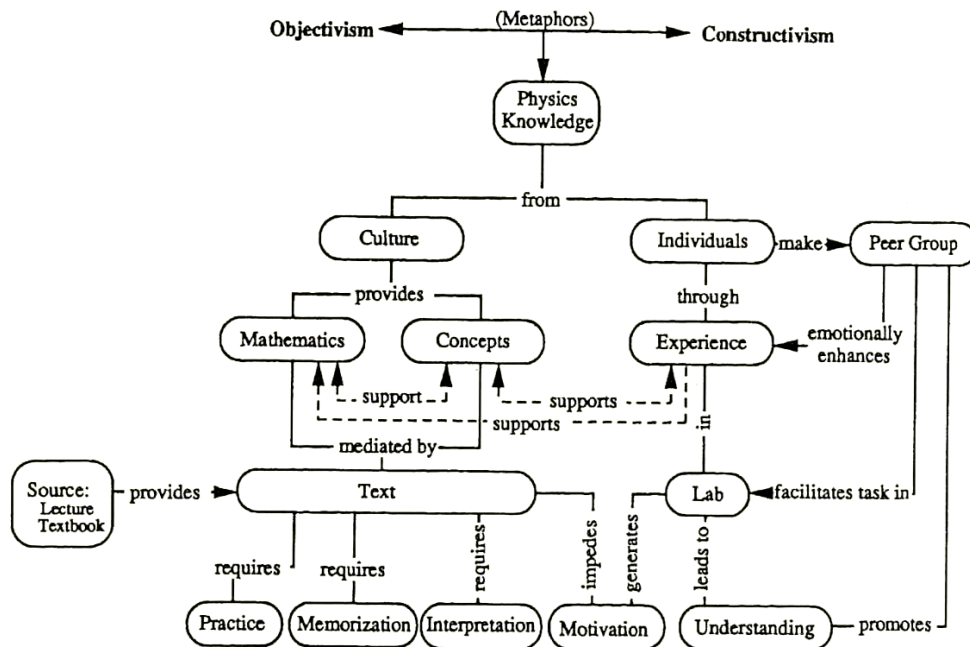 (Metaphors)
Objectivism
Constructivism
Physics
Knowledge
from
Culture
Individuals
make
Peer Group
provides
through
Mathematics
Concepts
Experience
emotionally
enhances
support
supports
supports
in
mediated by
Source:
Lecture
Textbook
provides
Text
Lab
facilitates task in
requires
requires
requires
impedes
generates
leads to
Practice
Memorization
Interpretation
Motivation
Understanding
promotes